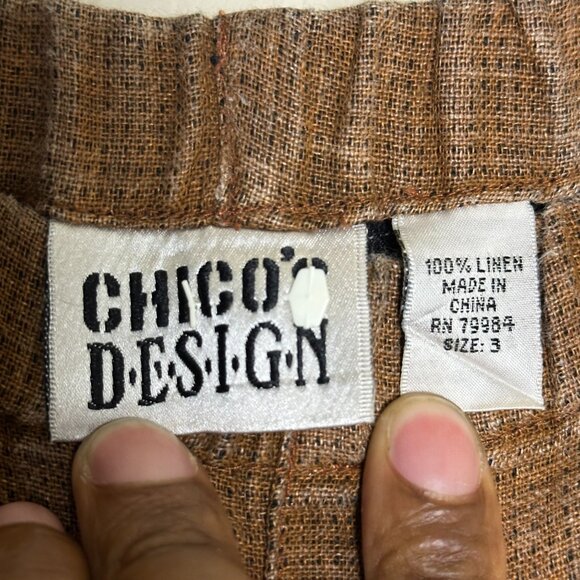 CHICO'S
D•E•S•I•G•N
100% LINEN
MADE IN
CHINA
RN 79984
SIZE: 3